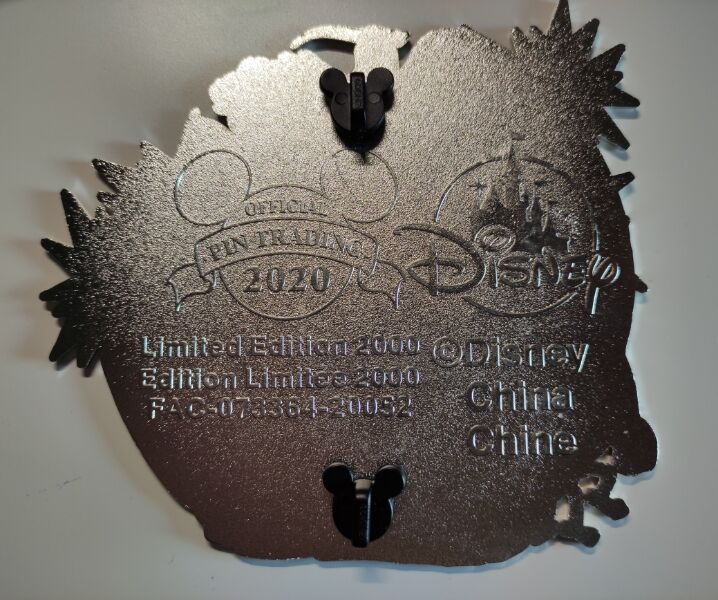 OFFICIAL
PIN TRADING
2020
Disney
Limited Edition 2000
Edition Limitee 2000
FAC-073364-20052
©Disney
China
Chine